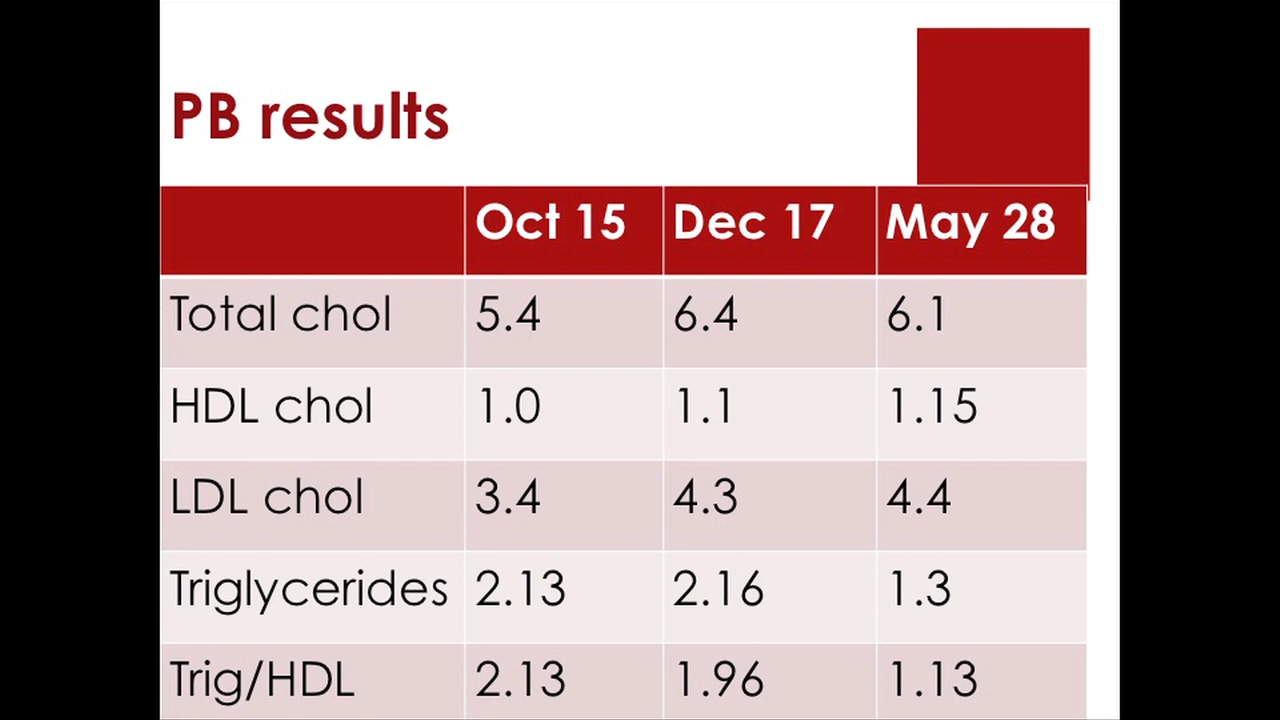 PB results
Oct 15 Dec 17 May 28
Total chol 5.4 6.4 6.1
HDL chol 1.0 1.1 1.15
LDL chol 3.4 4.3 4.4
Triglycerides 2.13 2.16 1.3
Trig/HDL 2.13 1.96 1.13